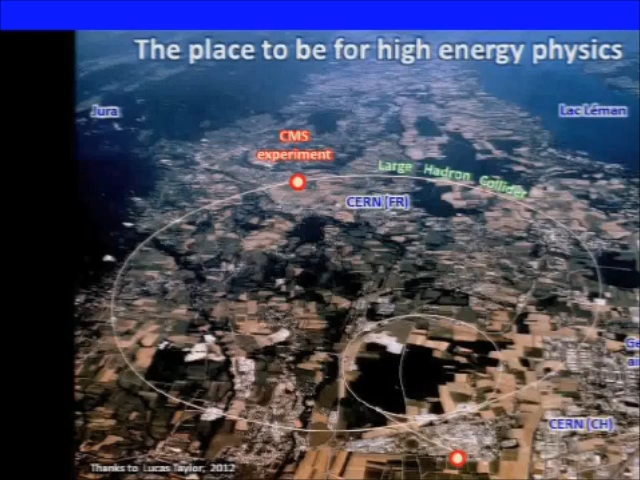 The place to be for high energy physics
Jura
Lac Léman
CMS
experiment
Large Hadron Collider
CERN (FR)
CERN (CH)
Thanks to Lucas Taylor, 2012